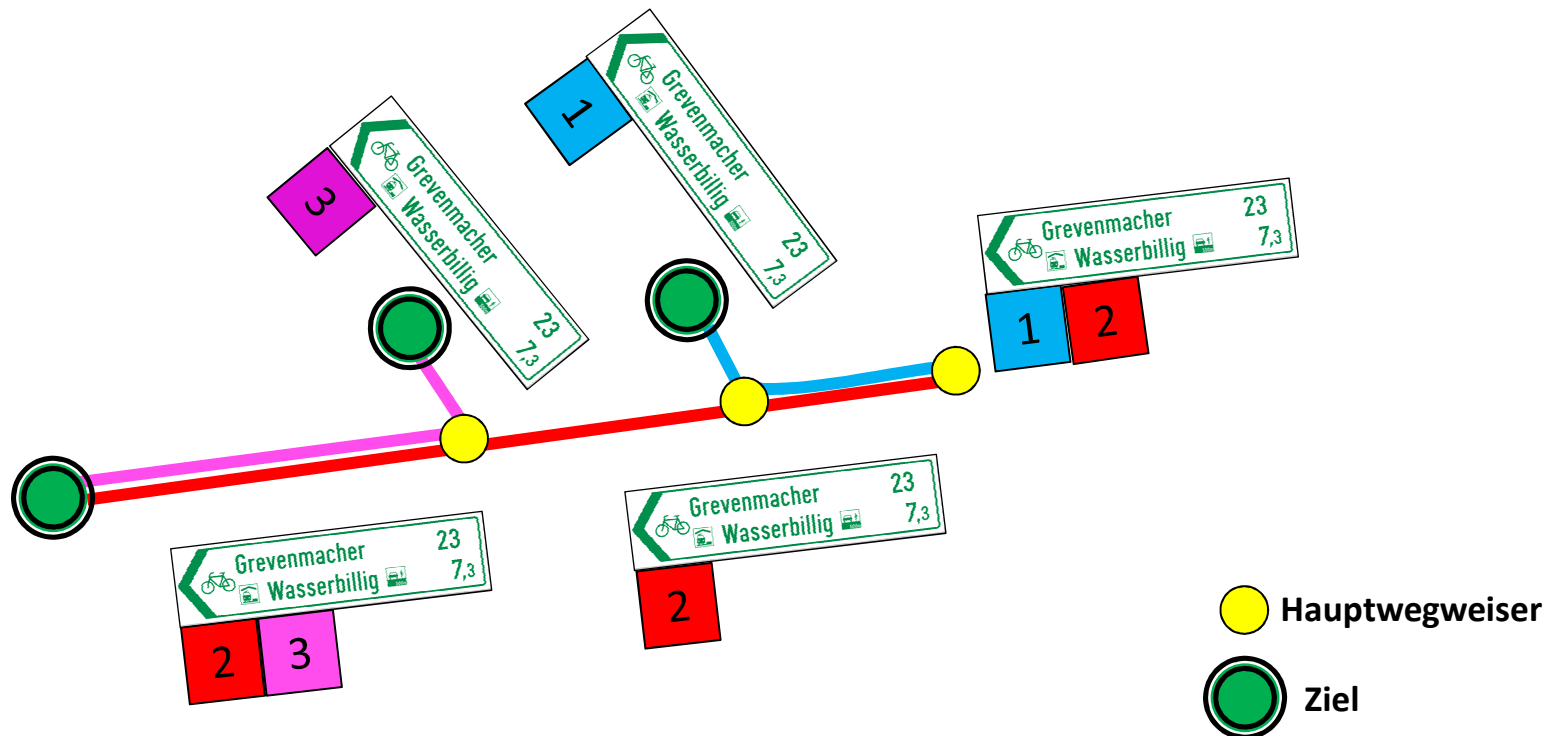 1
Grevenmacher 23
Wasserbillig 7,3
3
Grevenmacher 23
Wasserbillig 7,3
Grevenmacher 23
Wasserbillig 7,3
1 2
Grevenmacher 23
Wasserbillig 7,3
2
Grevenmacher 23
Wasserbillig 7,3
2 3
Hauptwegweiser
Ziel